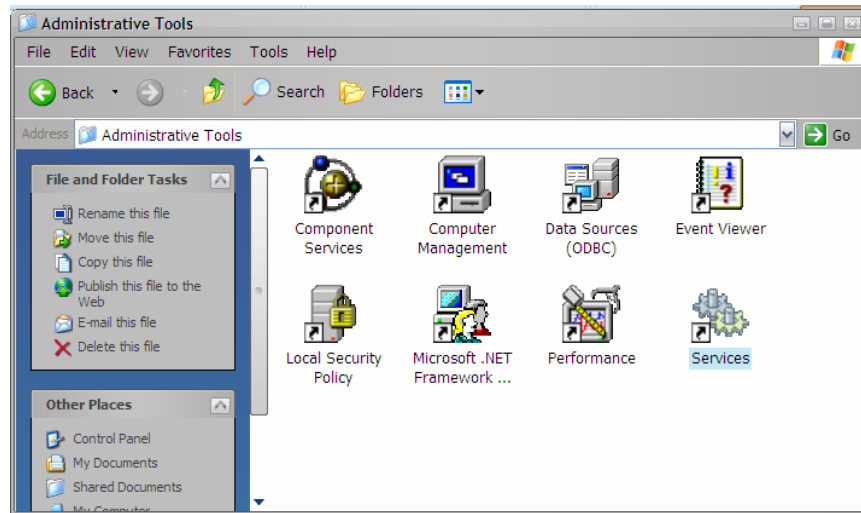 Administrative Tools
File Edit View Favorites Tools Help
Back Search Folders
Address Administrative Tools Go
File and Folder Tasks
Rename this file
Move this file
Copy this file
Publish this file to the
Web
E-mail this file
Delete this file
Other Places
Control Panel
My Documents
Shared Documents
My Computer
Component
Services
Computer
Management
Data Sources
(ODBC)
Event Viewer
Local Security
Policy
Microsoft .NET
Framework ...
Performance
Services